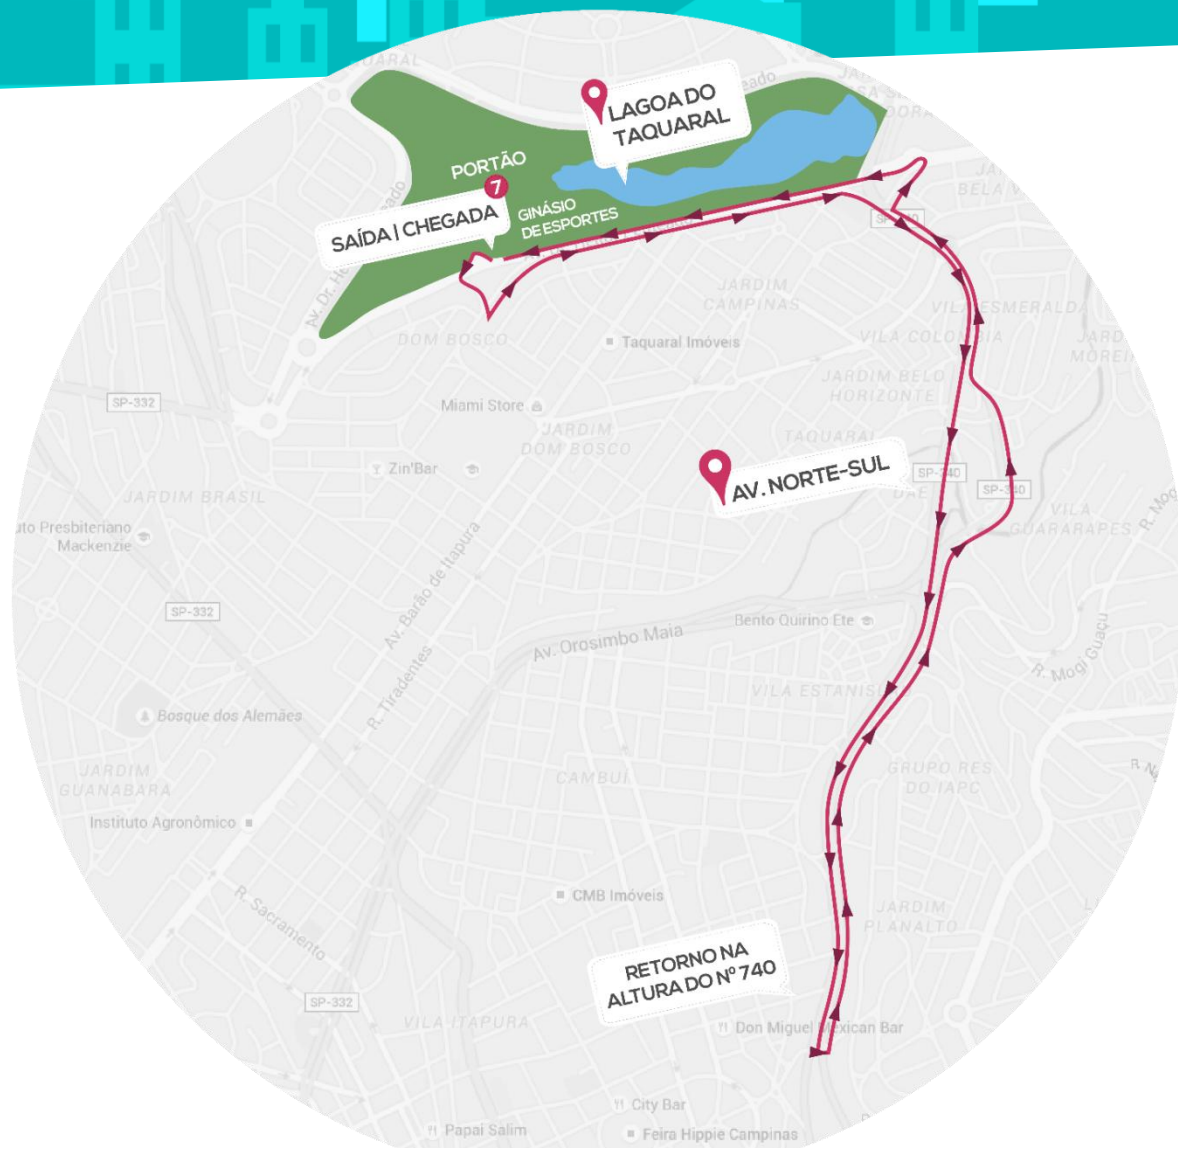 LAGOA DO
TAQUARAL
PORTÃO
7
SAÍDA | CHEGADA
GINÁSIO
DE ESPORTES
JARDIM
CAMPINAS
DOM BOSCO
Taquaral Imóveis
VILA ESMERALDA
JARDIM BELO
HORIZONTE
SP-332
Miami Store
JARDIM
DOM BOSCO
TAQUARAL
Zin'Bar
AV. NORTE-SUL
SP-340
SP-340
JARDIM BRASIL
VILA
GUARARAPES
uto Presbiteriano
Mackenzie
Av. Barão de Itapura
SP-332
Bento Quirino Ete
Av. Orosimbo Maia
R. Mogi Guaçu
R. Tiradentes
Bosque dos Alemães
JARDIM
GUANABARA
CAMBUÍ
GRUPO RES
DO IAPC
Instituto Agronômico
CMB Imóveis
R. Sacramento
JARDIM
PLANALTO
RETORNO NA
ALTURA DO Nº 740
SP-332
VILA ITAPURA
Don Miguel Mexican Bar
City Bar
Papai Salim
Feira Hippie Campinas